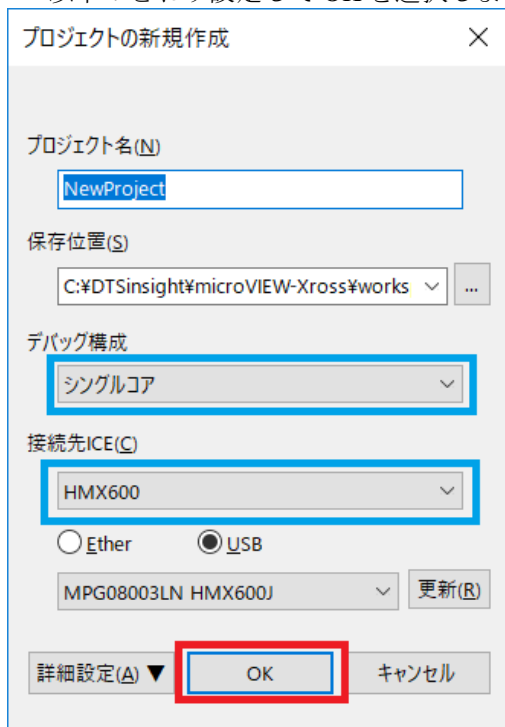 プロジェクトの新規作成
プロジェクト名(N)
NewProject
保存位置(S)
C:¥DTSinsight¥microVIEW-Xross¥works
...
デバッグ構成
シングルコア
接続先ICE(C)
HMX600
Ether USB
MPG08003LN HMX600J 更新(R)
詳細設定(A) ▼ OK キャンセル